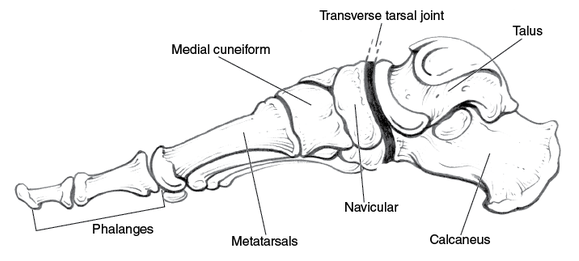 Transverse tarsal joint
Talus
Medial cuneiform
Navicular
Phalanges
Metatarsals
Calcaneus